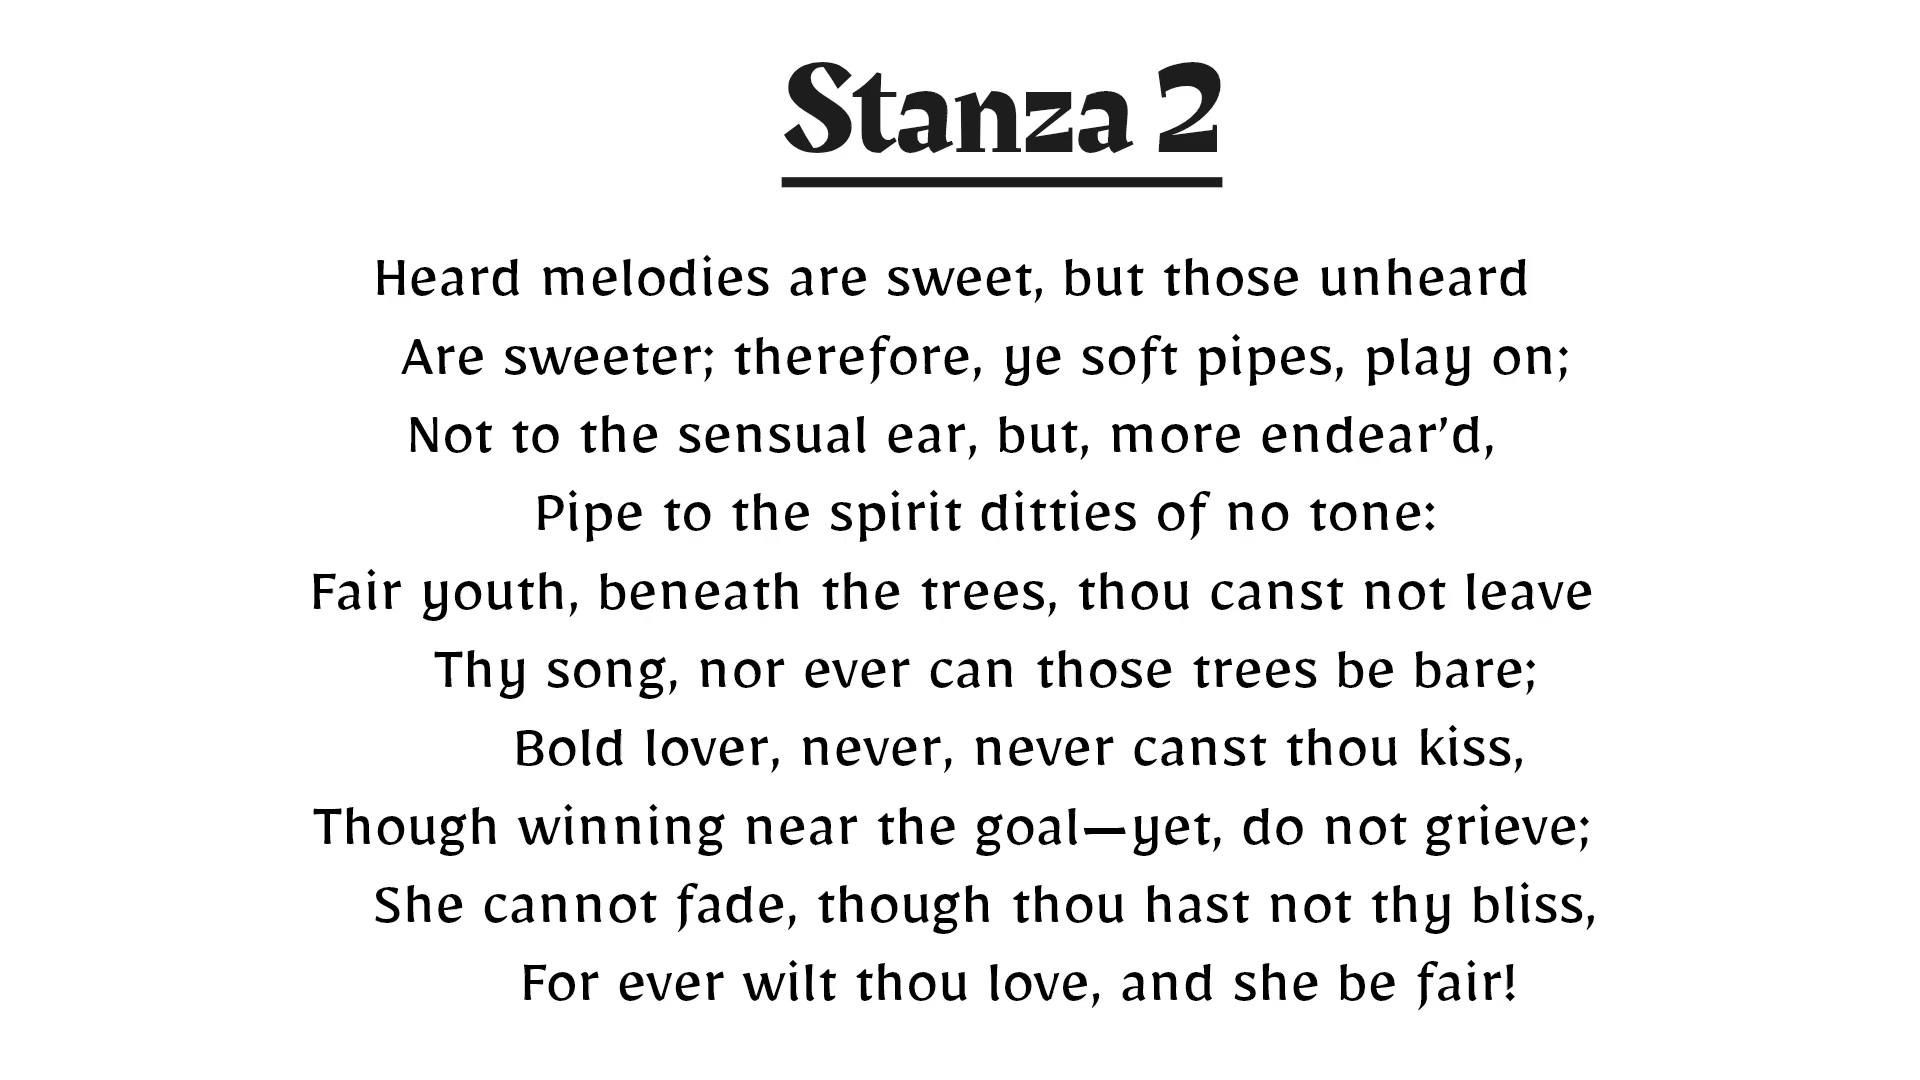 Stanza 2
Heard melodies are sweet, but those unheard
Are sweeter; therefore, ye soft pipes, play on;
Not to the sensual ear, but, more endear’d,
Pipe to the spirit ditties of no tone:
Fair youth, beneath the trees, thou canst not leave
Thy song, nor ever can those trees be bare;
Bold lover, never, never canst thou kiss,
Though winning near the goal—yet, do not grieve;
She cannot fade, though thou hast not thy bliss,
For ever wilt thou love, and she be fair!